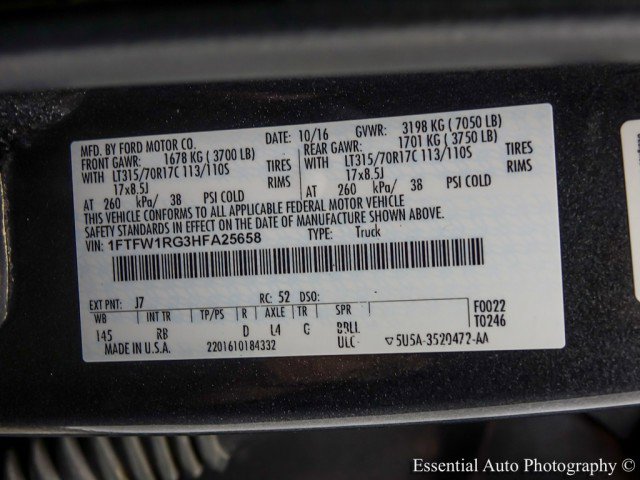 MFD. BY FORD MOTOR CO. DATE: 10/16 GVWR: 3198 KG ( 7050 LB)
FRONT GAWR: 1678 KG ( 3700 LB) REAR GAWR: 1701 KG ( 3750 LB)
WITH LT315/70R17C 113/110S TIRES WITH LT315/70R17C 113/110S TIRES
17x8.5J RIMS 17x8.5J RIMS
AT 260 kPa/ 38 PSI COLD AT 260 kPa/ 38 PSI COLD
THIS VEHICLE CONFORMS TO ALL APPLICABLE FEDERAL MOTOR VEHICLE
SAFETY STANDARDS IN EFFECT ON THE DATE OF MANUFACTURE SHOWN ABOVE.
VIN: 1FTFW1RG3HFA25658 TYPE: Truck
EXT PNT: J7 RC: 52 DSO: F0022
WB INT TR TP/PS R AXLE TR SPR T0246
145 RB D L4 G BBLL
MADE IN U.S.A. 2201610184332 ULC ▽5U5A-3520472-AA
Essential Auto Photography ©